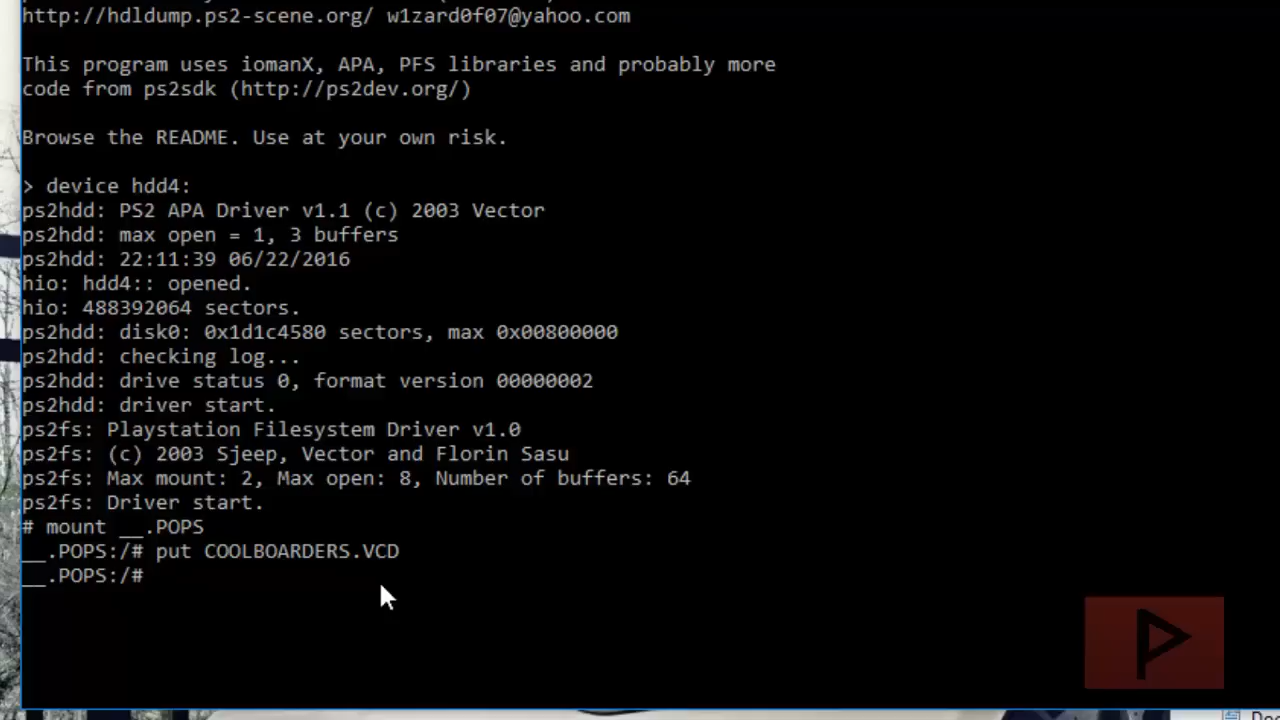 http://hdldump.ps2-scene.org/ w1zard0f07@yahoo.com
This program uses iomanX, APA, PFS libraries and probably more
code from ps2sdk (http://ps2dev.org/)
Browse the README. Use at your own risk.
> device hdd4:
ps2hdd: PS2 APA Driver v1.1 (c) 2003 Vector
ps2hdd: max open = 1, 3 buffers
ps2hdd: 22:11:39 06/22/2016
hio: hdd4:: opened.
hio: 488392064 sectors.
ps2hdd: disk0: 0x1d1c4580 sectors, max 0x00800000
ps2hdd: checking log...
ps2hdd: drive status 0, format version 00000002
ps2hdd: driver start.
ps2fs: Playstation Filesystem Driver v1.0
ps2fs: (c) 2003 Sjeep, Vector and Florin Sasu
ps2fs: Max mount: 2, Max open: 8, Number of buffers: 64
ps2fs: Driver start.
# mount __.POPS
__.POPS:/# put COOLBOARDERS.VCD
__.POPS:/#